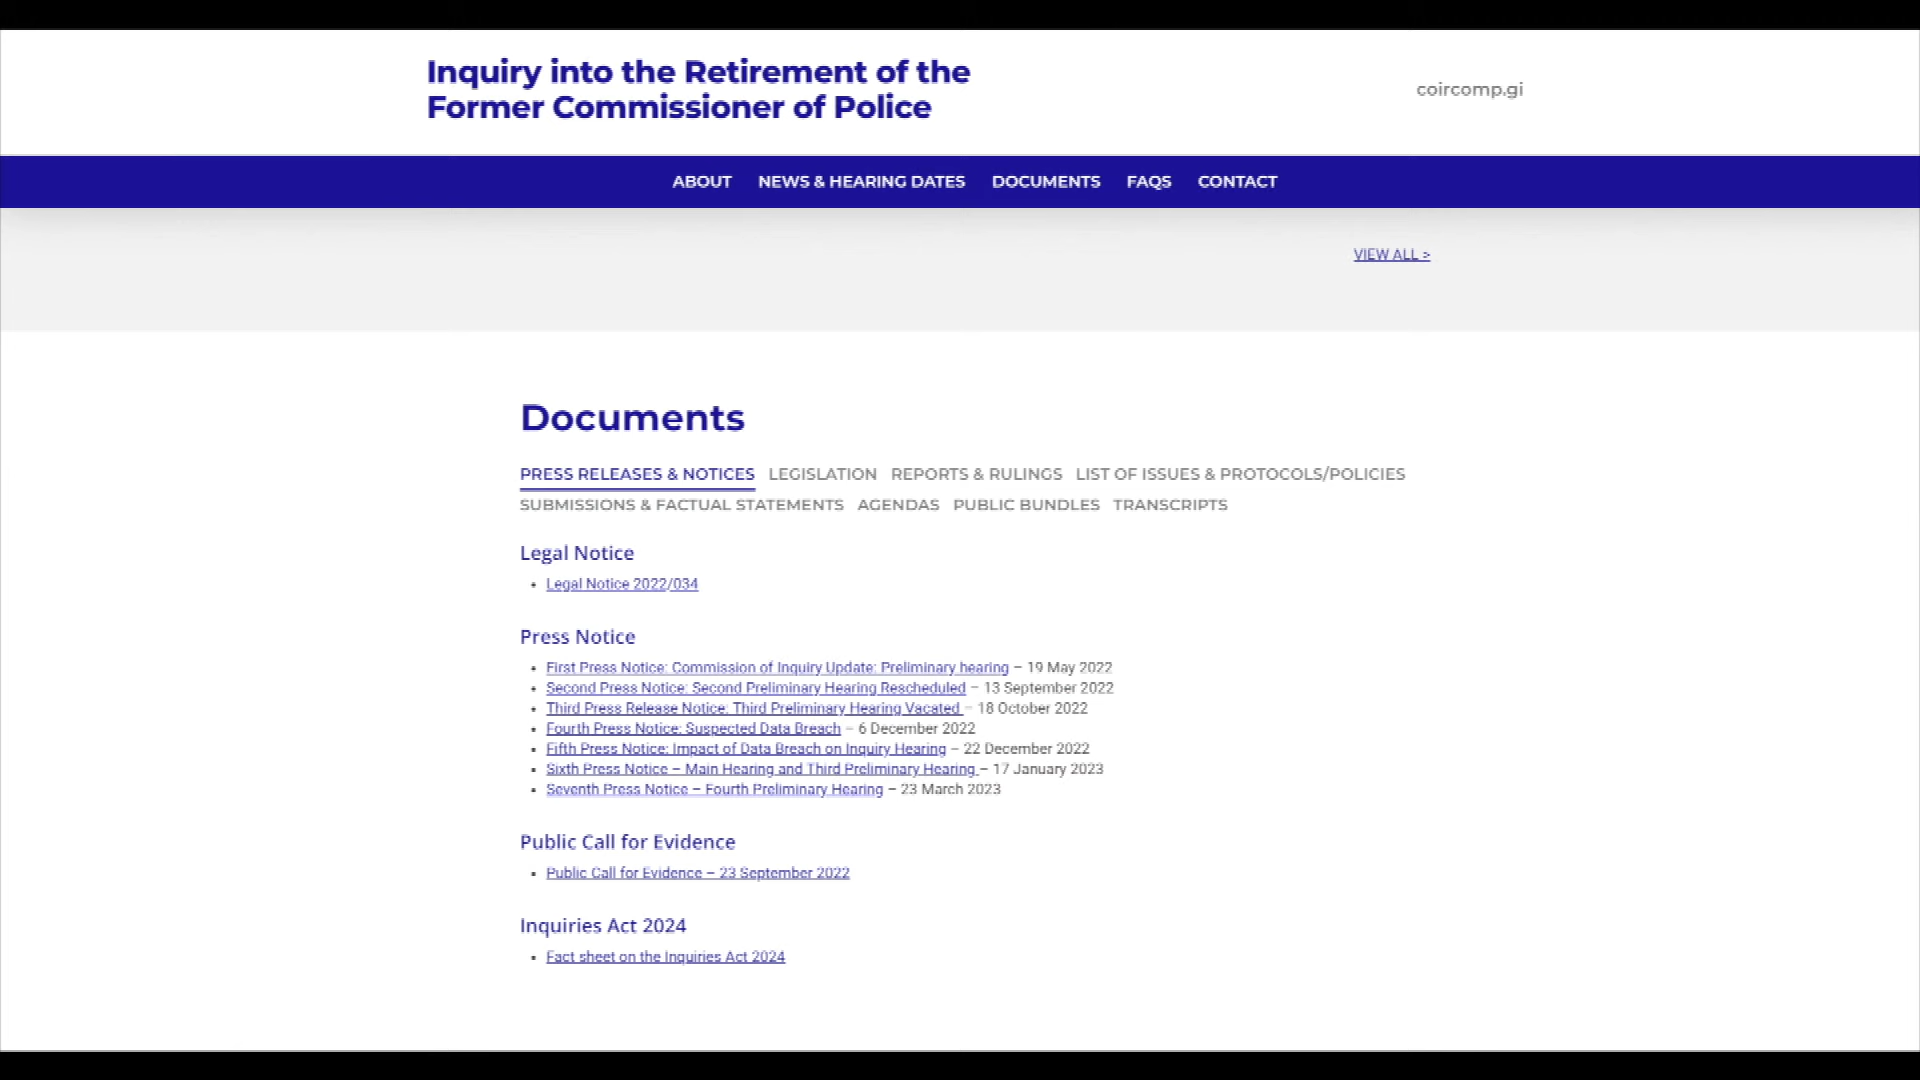 Inquiry into the Retirement of the
Former Commissioner of Police
coircomp.gi
ABOUT NEWS & HEARING DATES DOCUMENTS FAQS CONTACT
VIEW ALL >
Documents
PRESS RELEASES & NOTICES LEGISLATION REPORTS & RULINGS LIST OF ISSUES & PROTOCOLS/POLICIES
SUBMISSIONS & FACTUAL STATEMENTS AGENDAS PUBLIC BUNDLES TRANSCRIPTS
Legal Notice
• Legal Notice 2022/034
Press Notice
• First Press Notice: Commission of Inquiry Update: Preliminary hearing – 19 May 2022
• Second Press Notice: Second Preliminary Hearing Rescheduled – 13 September 2022
• Third Press Release Notice: Third Preliminary Hearing Vacated – 18 October 2022
• Fourth Press Notice: Suspected Data Breach – 6 December 2022
• Fifth Press Notice: Impact of Data Breach on Inquiry Hearing – 22 December 2022
• Sixth Press Notice – Main Hearing and Third Preliminary Hearing – 17 January 2023
• Seventh Press Notice – Fourth Preliminary Hearing – 23 March 2023
Public Call for Evidence
• Public Call for Evidence – 23 September 2022
Inquiries Act 2024
• Fact sheet on the Inquiries Act 2024